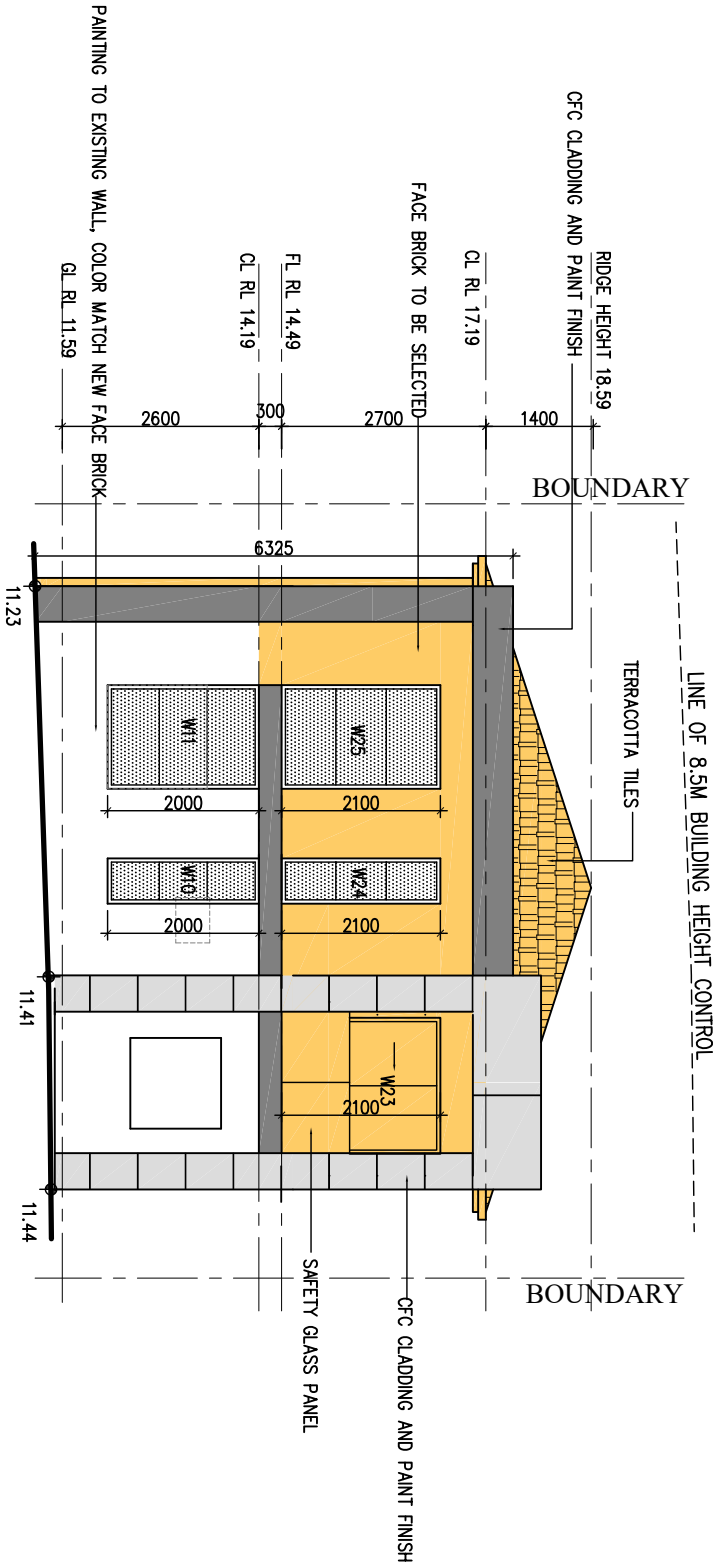 LINE OF 8.5M BUILDING HEIGHT CONTROL
BOUNDARY
BOUNDARY
RIDGE HEIGHT 18.59
CFC CLADDING AND PAINT FINISH
TERRACOTTA TILES
1400
CL RL 17.19
FACE BRICK TO BE SELECTED
2700
FL RL 14.49
300
CL RL 14.19
2600
GL RL 11.59
PAINTING TO EXISTING WALL, COLOR MATCH NEW FACE BRICK
6325
W25
W24
W23
2100
2100
2100
W11
W10
2000
2000
CFC CLADDING AND PAINT FINISH
SAFETY GLASS PANEL
11.23
11.41
11.44